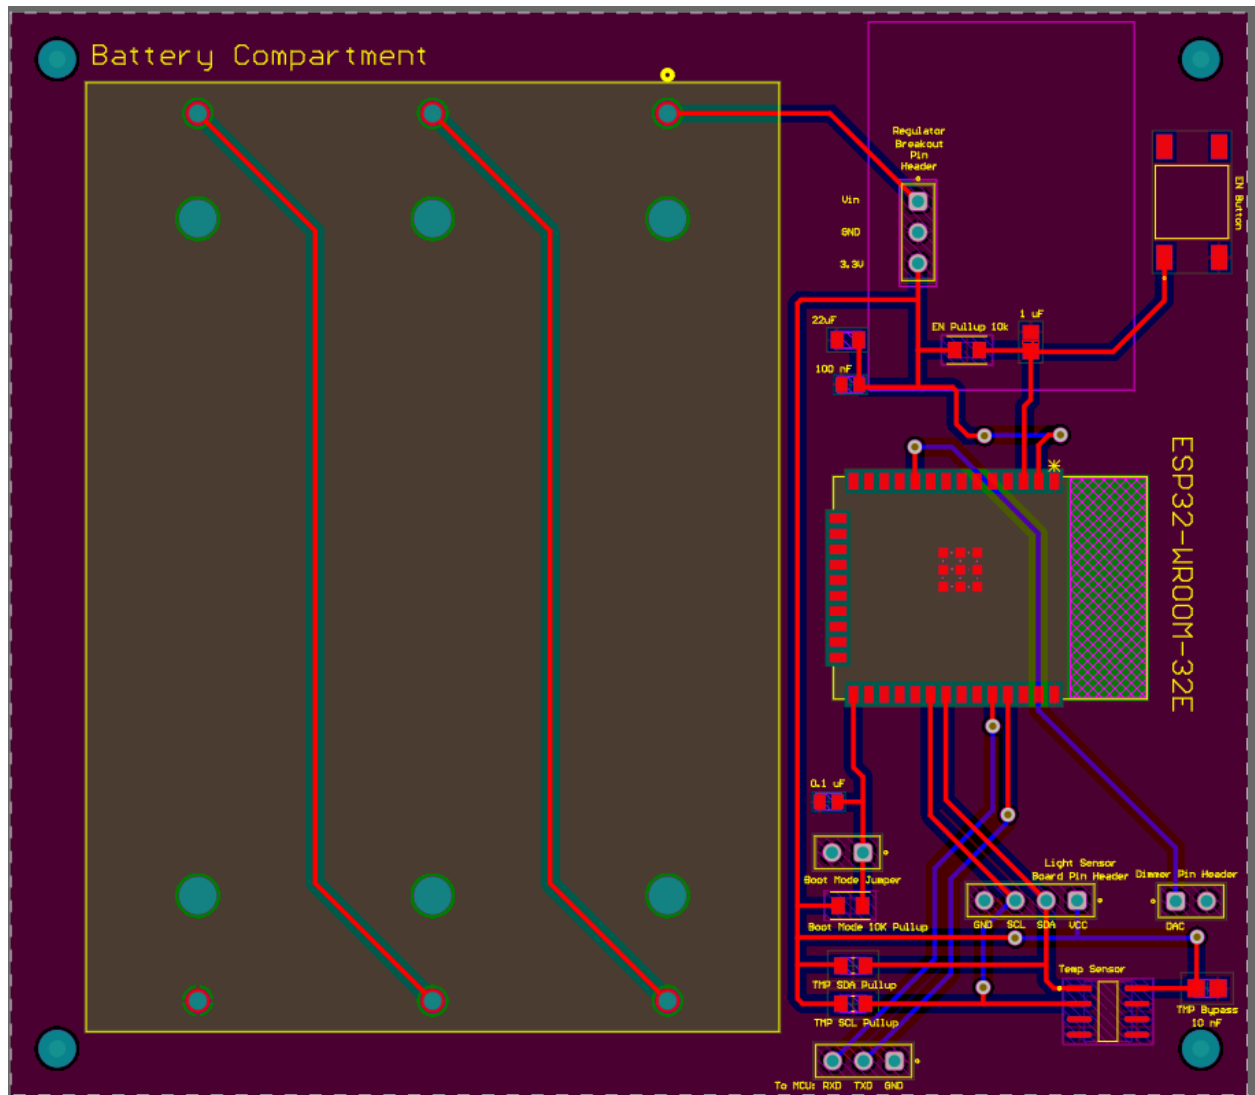 Battery Compartment
Regulator
Breakout
Pin
Header
Vin
GND
3.3V
EN Button
22uF
EN Pullup 10k
1 uF
100 nF
ESP32-WROOM-32E
0.1 uF
Boot Mode Jumper
Light Sensor
Board Pin Header
Dimmer Pin Header
GND SCL SDA VCC
DAC
Boot Mode 10K Pullup
Temp Sensor
TMP SDA Pullup
TMP SCL Pullup
TMP Bypass
10 nF
To MCU: RXD TXD GND